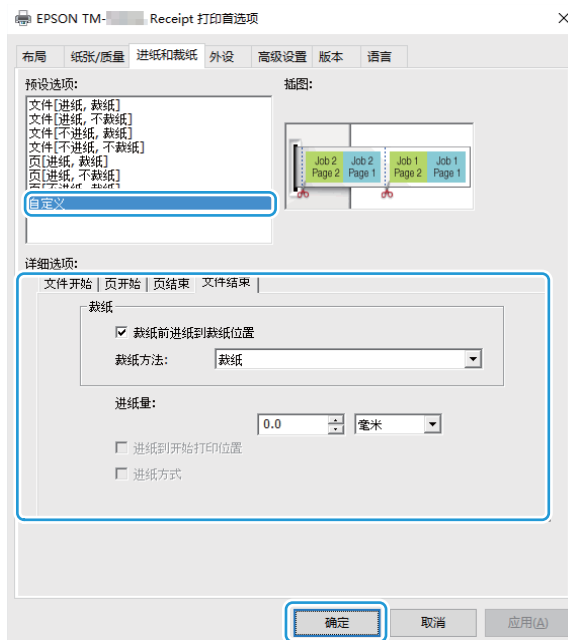 EPSON TM- Receipt 打印首选项
布局 纸张/质量 进纸和裁纸 外设 高级设置 版本 语言
预设选项:
文件[进纸, 裁纸]
文件[进纸, 不裁纸]
文件[不进纸, 裁纸]
文件[不进纸, 不裁纸]
页[进纸, 裁纸]
页[进纸, 不裁纸]
页[不进纸, 裁纸]
自定义
插图:
Job 2 Job 2 Job 1 Job 1
Page 2 Page 1 Page 2 Page 1
详细选项:
文件开始 页开始 页结束 文件结束
裁纸
裁纸前进纸到裁纸位置
裁纸方法: 裁纸
进纸量:
0.0 毫米
进纸到开始打印位置
进纸方式
确定 取消 应用(A)